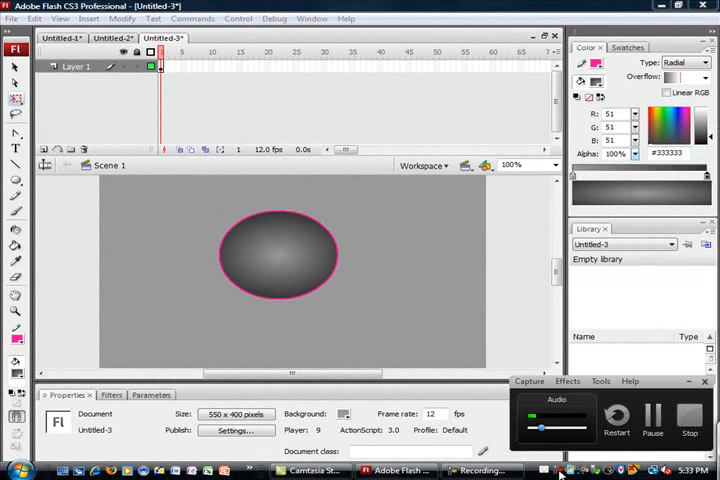 Adobe Flash CS3 Professional - [Untitled-3*]
File Edit View Insert Modify Text Commands Control Debug Window Help
Untitled-1* Untitled-2* Untitled-3*
1 5 10 15 20 25 30 35 40 45 50 55 60 65 7
Layer 1
1 12.0 fps 0.0s
Scene 1 Workspace 100%
Fl
Color × Swatches
Type: Radial
Overflow:
Linear RGB
R: 51
G: 51
B: 51
Alpha: 100% #333333
Library ×
Untitled-3
Empty library
Name Type
Properties × Filters Parameters
Fl
Document
Untitled-3
Size: 550 x 400 pixels Background: Frame rate: 12 fps
Publish: Settings... Player: 9 ActionScript: 3.0 Profile: Default
Document class:
Capture Effects Tools Help
Audio
Restart Pause Stop
Camtasia St... Adobe Flash ... Recording... 5:33 PM